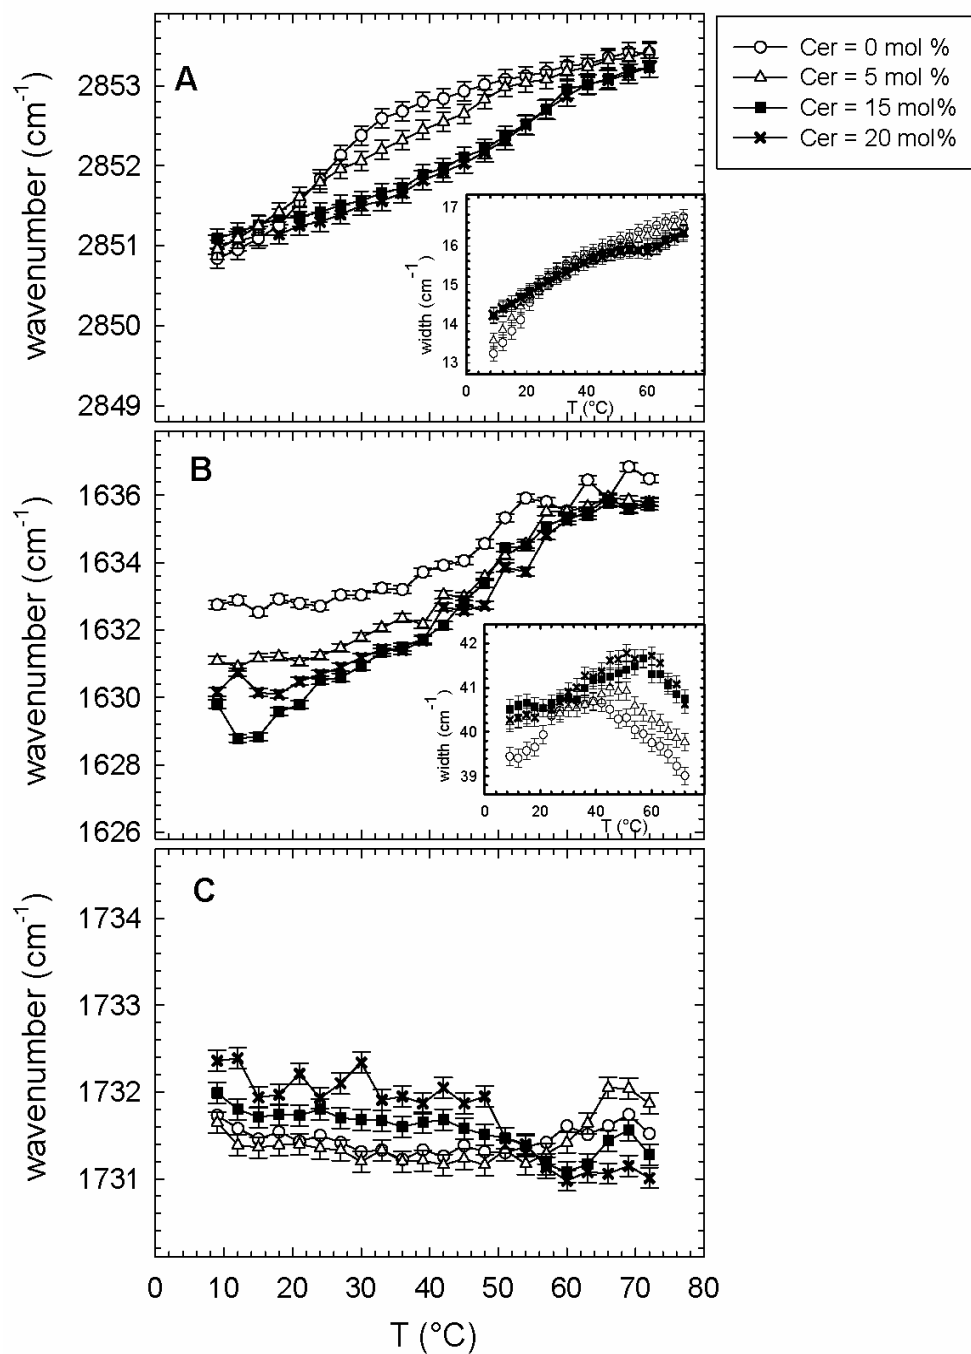 Cer = 0 mol %
Cer = 5 mol %
Cer = 15 mol%
Cer = 20 mol%
A
wavenumber (cm-1)
2853
2852
2851
2850
2849
width (cm-1)
17
16
15
14
13
0 20 40 60
T (°C)
B
wavenumber (cm-1)
1636
1634
1632
1630
1628
1626
width (cm-1)
42
41
40
39
0 20 40 60
T (°C)
C
wavenumber (cm-1)
1734
1733
1732
1731
0 10 20 30 40 50 60 70 80
T (°C)